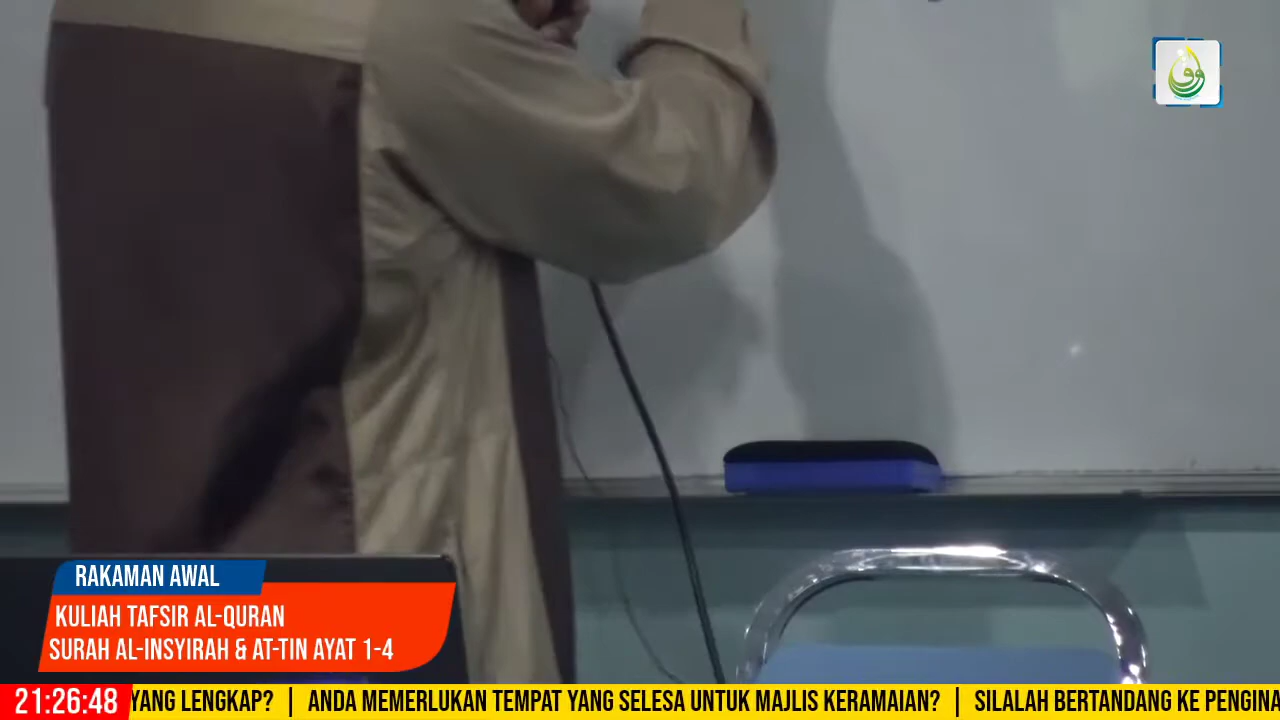 RAKAMAN AWAL
KULIAH TAFSIR AL-QURAN
SURAH AL-INSYIRAH & AT-TIN AYAT 1-4
21:26:48 YANG LENGKAP? | ANDA MEMERLUKAN TEMPAT YANG SELESA UNTUK MAJLIS KERAMAIAN? | SILALAH BERTANDANG KE PENGINA